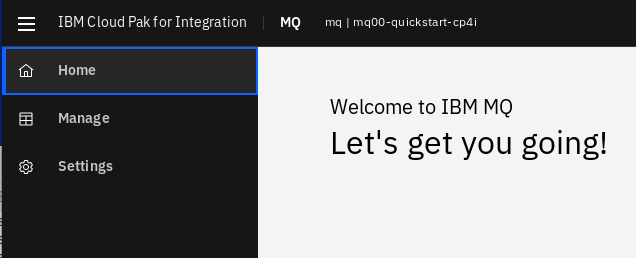 IBM Cloud Pak for Integration | MQ mq | mq00-quickstart-cp4i
Home
Manage
Settings
Welcome to IBM MQ
Let's get you going!